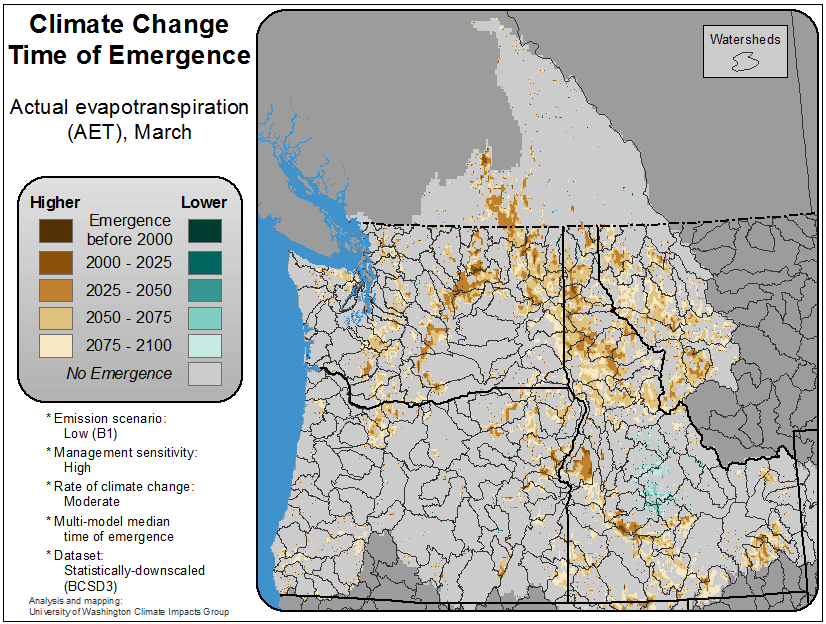 Climate Change
Time of Emergence
Actual evapotranspiration
(AET), March
Higher Lower
Emergence
before 2000
2000 - 2025
2025 - 2050
2050 - 2075
2075 - 2100
No Emergence
* Emission scenario:
Low (B1)
* Management sensitivity:
High
* Rate of climate change:
Moderate
* Multi-model median
time of emergence
* Dataset:
Statistically-downscaled
(BCSD3)
Analysis and mapping:
University of Washington Climate Impacts Group
Watersheds